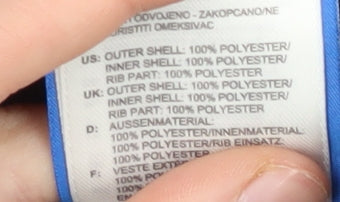 ODVOJENO - ZAKOPCANO/NE
KORISTITI OMEKSIVAC
US: OUTER SHELL: 100% POLYESTER/
INNER SHELL: 100% POLYESTER/
RIB PART: 100% POLYESTER
UK: OUTER SHELL: 100% POLYESTER/
INNER SHELL: 100% POLYESTER/
RIB PART: 100% POLYESTER
D: AUSSENMATERIAL:
100% POLYESTER/INNENMATERIAL:
100% POLYESTER/RIB EINSATZ:
100% POLYESTER
F: VESTE
100%
100%